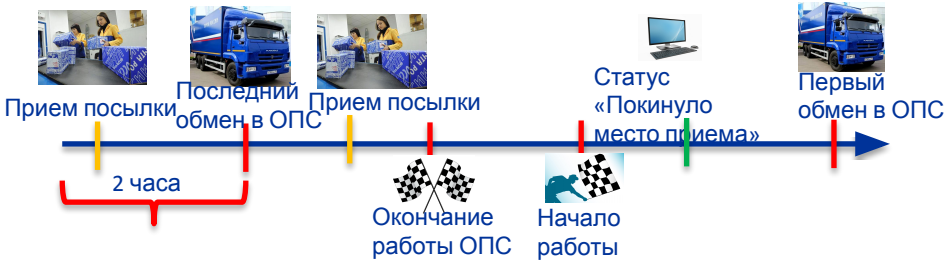 Прием посылки
Последний
обмен в ОПС
Прием посылки
Статус
«Покинуло
место приема»
Первый
обмен в ОПС
2 часа
Окончание
работы ОПС
Начало
работы